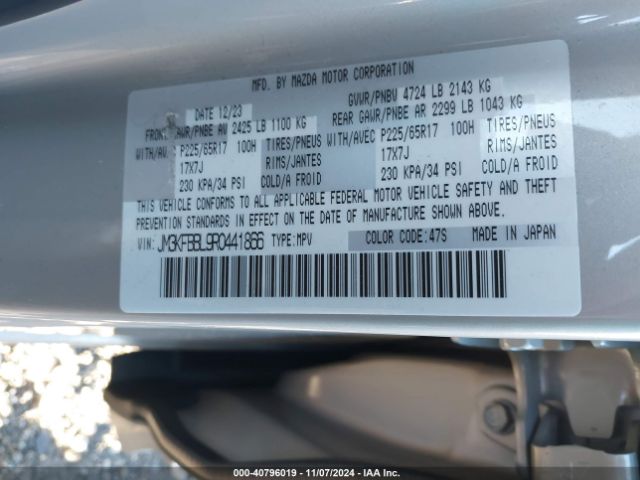 MFD. BY MAZDA MOTOR CORPORATION
DATE 12/23 GVWR/PNBV 4724 LB 2143 KG
FRONT GAWR/PNBE AV 2425 LB 1100 KG REAR GAWR/PNBE AR 2299 LB 1043 KG
WITH/AVEC P225/65R17 100H TIRES/PNEUS WITH/AVEC P225/65R17 100H TIRES/PNEUS
17X7J RIMS/JANTES 17X7J RIMS/JANTES
230 KPA/34 PSI COLD/A FROID 230 KPA/34 PSI COLD/A FROID
THIS VEHICLE CONFORMS TO ALL APPLICABLE FEDERAL MOTOR VEHICLE SAFETY AND THEFT
PREVENTION STANDARDS IN EFFECT ON THE DATE OF MANUFACTURE SHOWN ABOVE.
VIN: JM3KFBBL9R0441866 TYPE:MPV COLOR CODE:47S MADE IN JAPAN
000-40796019 - 11/07/2024 - IAA Inc.